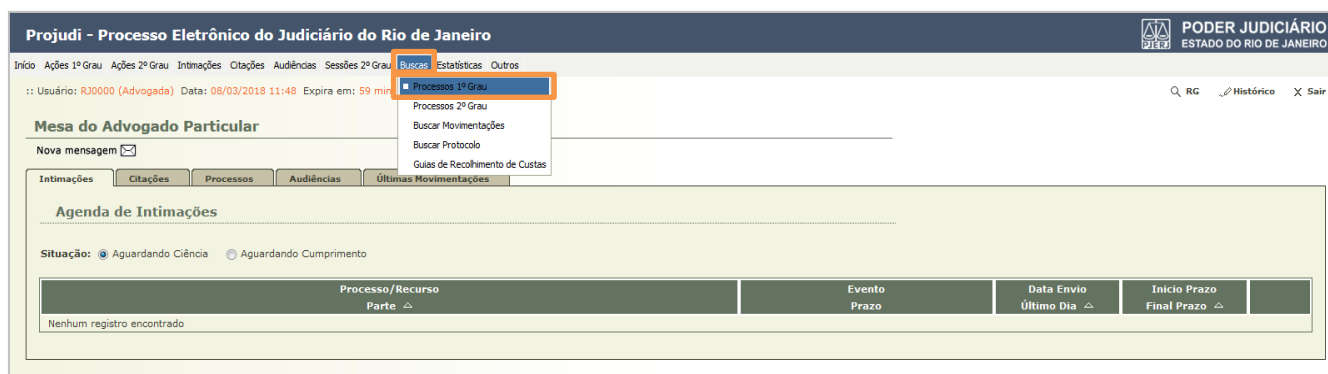 Projudi - Processo Eletrônico do Judiciário do Rio de Janeiro
PJERJ
PODER JUDICIÁRIO
ESTADO DO RIO DE JANEIRO
Início Ações 1º Grau Ações 2º Grau Intimações Citações Audiências Sessões 2º Grau Buscas Estatísticas Outros
:: Usuário: RJ0000 (Advogada) Data: 08/03/2018 11:48 Expira em: 59 min
RG Histórico X Sair
Processos 1º Grau
Processos 2º Grau
Buscar Movimentações
Buscar Protocolo
Guias de Recolhimento de Custas
Mesa do Advogado Particular
Nova mensagem
Intimações Citações Processos Audiências Últimas Movimentações
Agenda de Intimações
Situação: Aguardando Ciência Aguardando Cumprimento
Processo/Recurso Evento Data Envio Inicio Prazo
Parte Prazo Último Dia Final Prazo
Nenhum registro encontrado